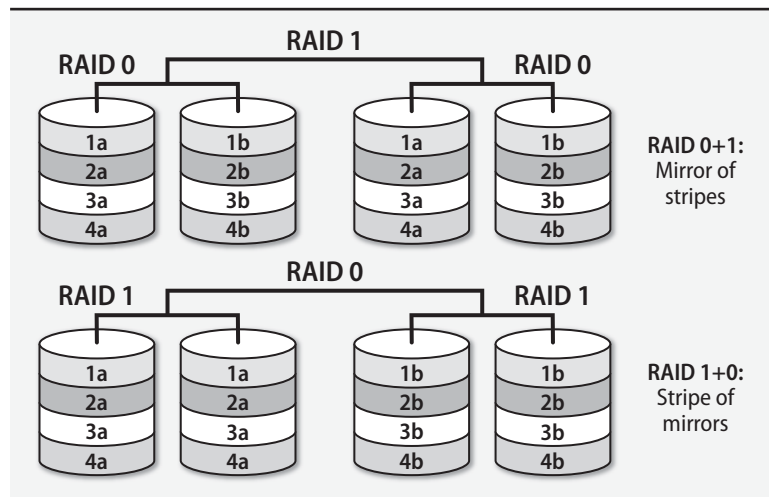 RAID 1
RAID 0 RAID 0
1a 1b 1a 1b
2a 2b 2a 2b
3a 3b 3a 3b
4a 4b 4a 4b
RAID 0+1:
Mirror of
stripes
RAID 0
RAID 1 RAID 1
1a 1a 1b 1b
2a 2a 2b 2b
3a 3a 3b 3b
4a 4a 4b 4b
RAID 1+0:
Stripe of
mirrors